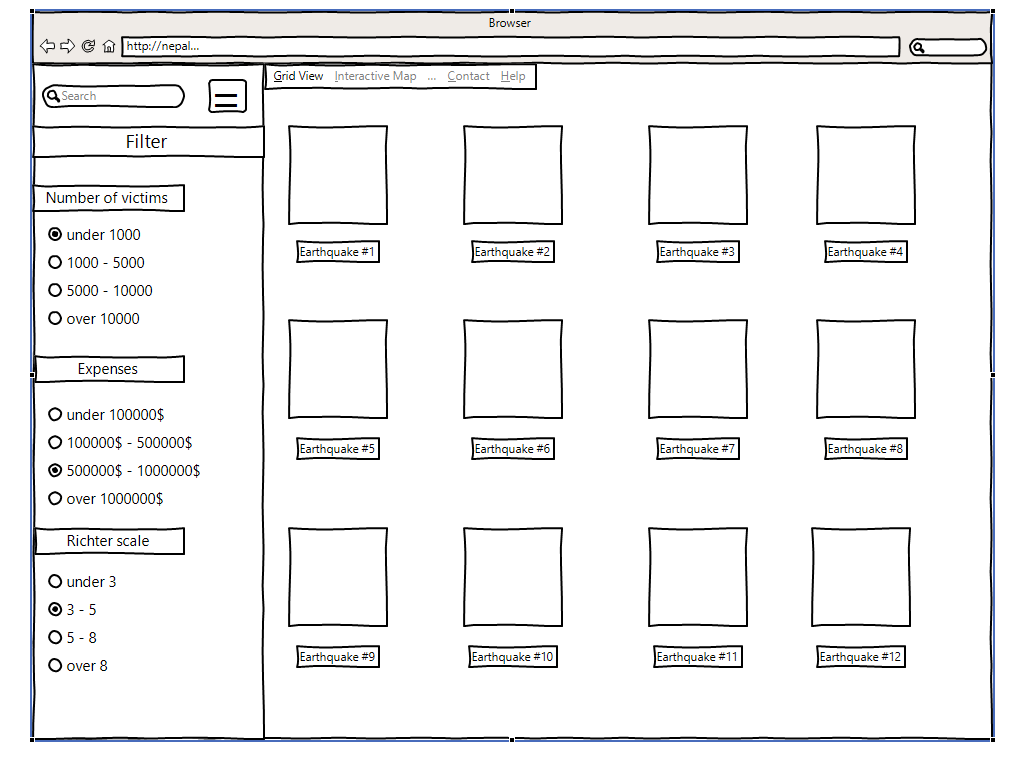 Browser
http://nepal...
Search
Grid View Interactive Map ... Contact Help
Filter
Number of victims
under 1000
1000 - 5000
5000 - 10000
over 10000
Expenses
under 100000$
100000$ - 500000$
500000$ - 1000000$
over 1000000$
Richter scale
under 3
3 - 5
5 - 8
over 8
Earthquake #1 Earthquake #2 Earthquake #3 Earthquake #4
Earthquake #5 Earthquake #6 Earthquake #7 Earthquake #8
Earthquake #9 Earthquake #10 Earthquake #11 Earthquake #12